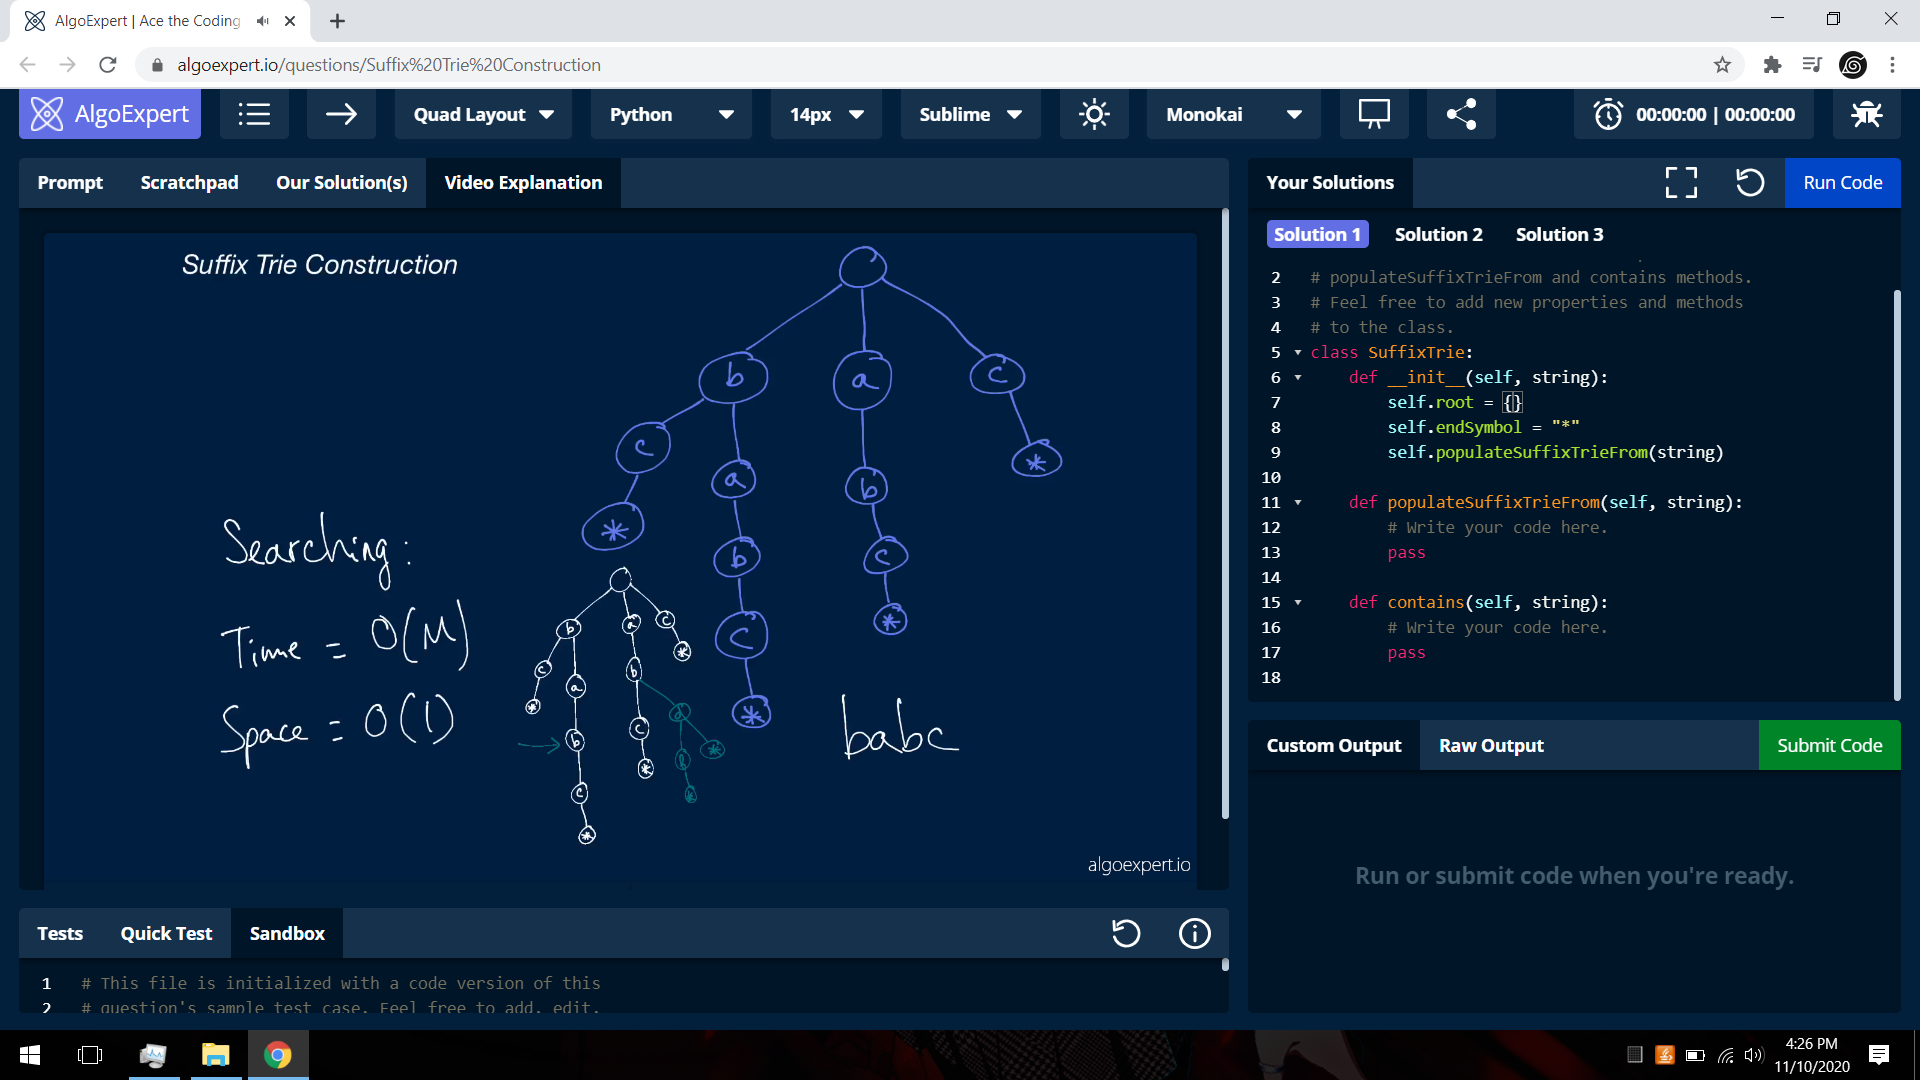 AlgoExpert | Ace the Coding
algoexpert.io/questions/Suffix%20Trie%20Construction
AlgoExpert
Quad Layout
Python
14px
Sublime
Monokai
00:00:00 | 00:00:00
Prompt
Scratchpad
Our Solution(s)
Video Explanation
Suffix Trie Construction
b
a
c
c
a
b
*
*
b
c
c
*
*
Searching:
Time = O(M)
Space = O(1)
b
a
c
c
a
b
*
*
b
c
a
*
c
b
*
*
*
babc
algoexpert.io
Your Solutions
Run Code
Solution 1
Solution 2
Solution 3
2 # populateSuffixTrieFrom and contains methods.
3 # Feel free to add new properties and methods
4 # to the class.
5 class SuffixTrie:
6 def __init__(self, string):
7 self.root = {}
8 self.endSymbol = "*"
9 self.populateSuffixTrieFrom(string)
10
11 def populateSuffixTrieFrom(self, string):
12 # Write your code here.
13 pass
14
15 def contains(self, string):
16 # Write your code here.
17 pass
18
Custom Output
Raw Output
Submit Code
Run or submit code when you're ready.
Tests
Quick Test
Sandbox
1 # This file is initialized with a code version of this
2 # question's sample test case. Feel free to add, edit,
4:26 PM
11/10/2020